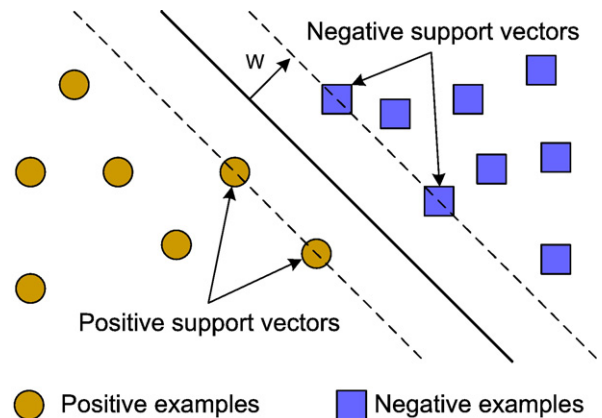 Negative support vectors
w
Positive support vectors
Positive examples
Negative examples